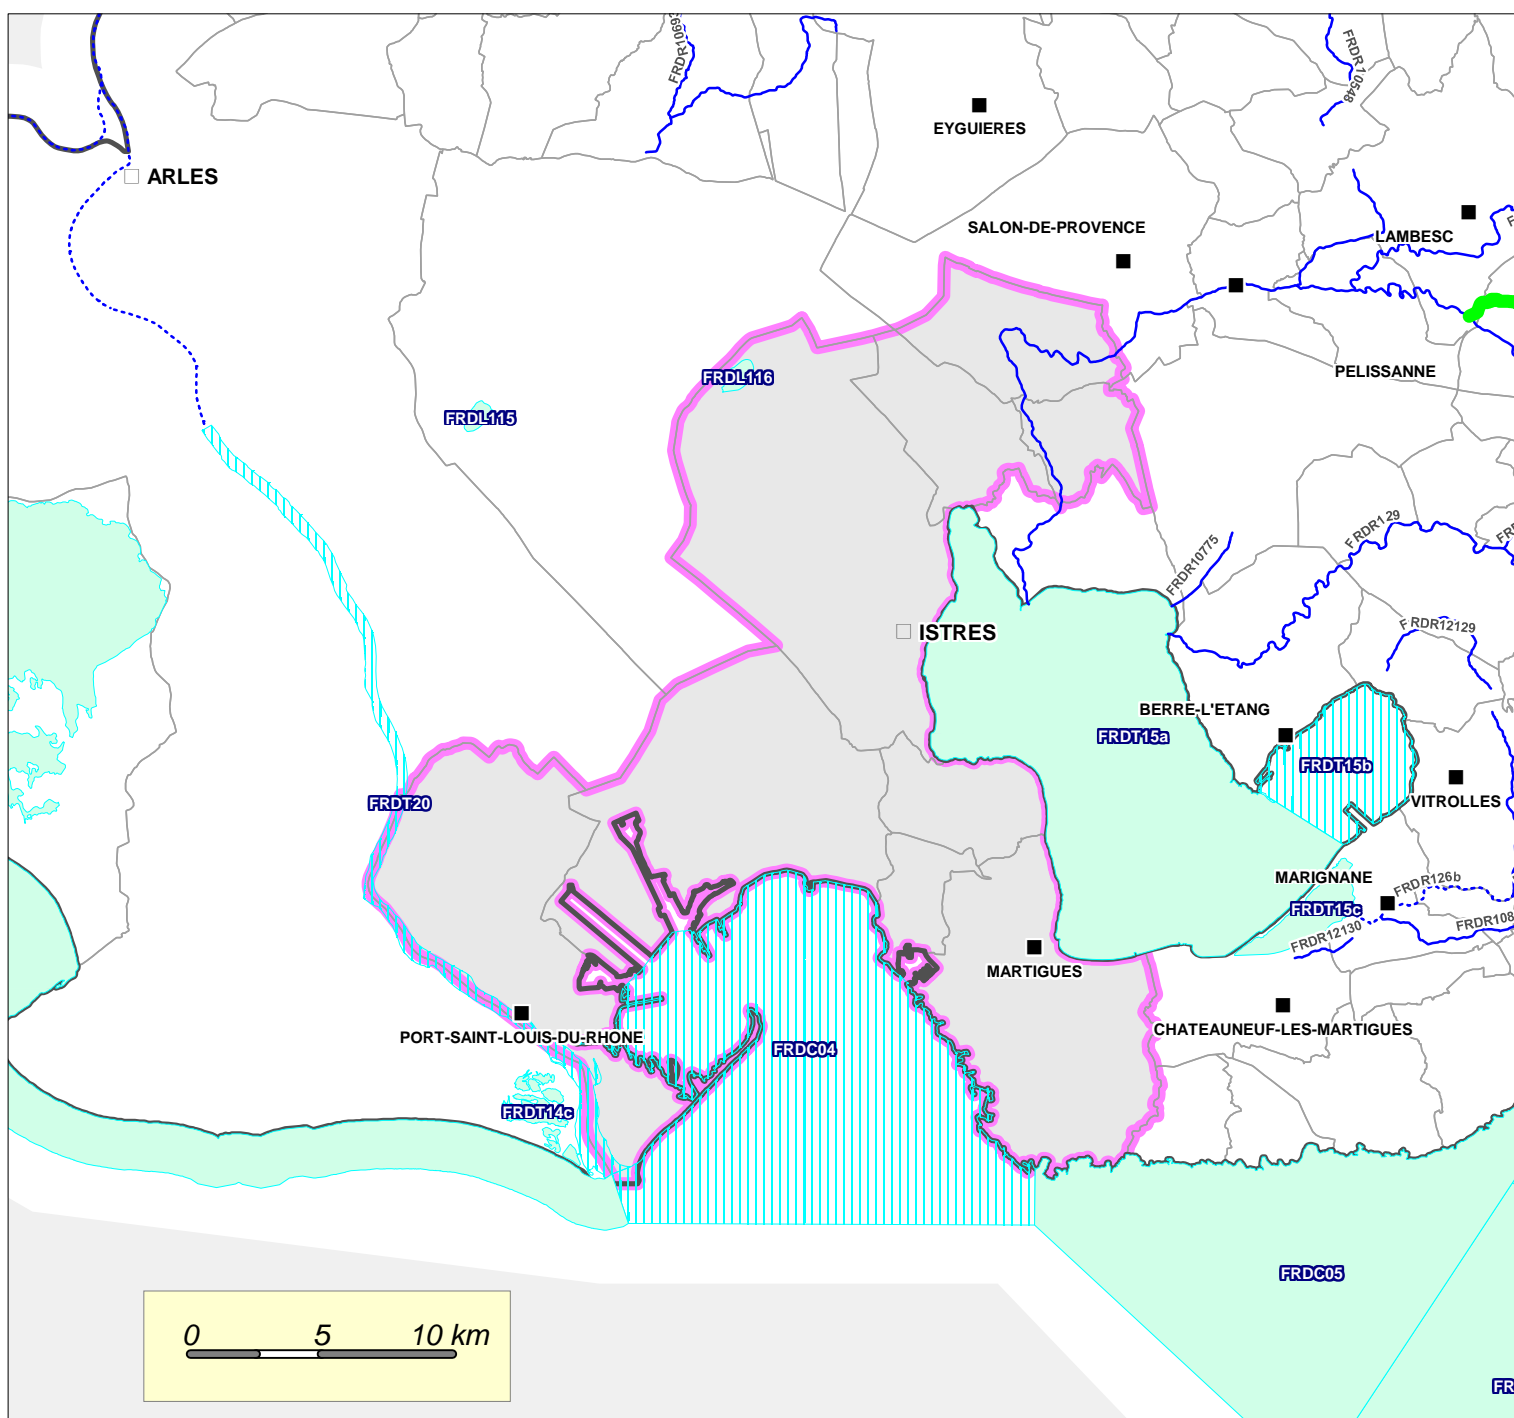 FRDR10548
EYGUIERES
ARLES
SALON-DE-PROVENCE
LAMBESC
PELISSANNE
FRDL116
FRDL115
FRDR129
FRDR10775
FRDR12129
ISTRES
BERRE-L'ETANG
FRDT15a
FRDT15b
VITROLLES
FRDT20
MARIGNANE
FRDR126b
FRDT15c
FRDR108
FRDR12130
MARTIGUES
CHATEAUNEUF-LES-MARTIGUES
PORT-SAINT-LOUIS-DU-RHONE
FRDC04
FRDT14c
FRDC05
0 5 10 km
FR